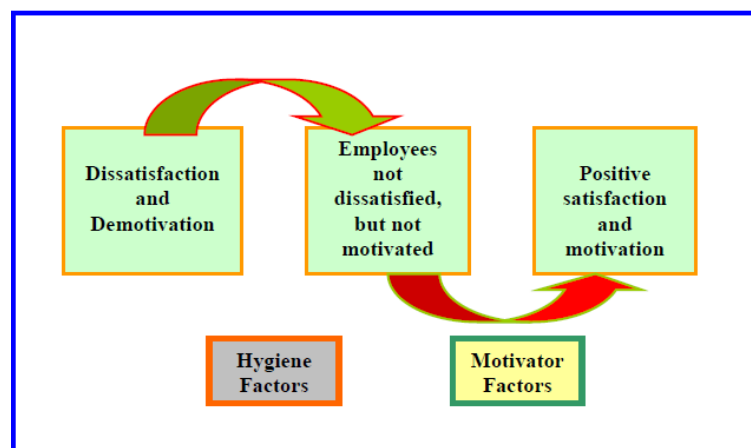 Dissatisfaction
and
Demotivation
Employees
not
dissatisfied,
but not
motivated
Positive
satisfaction
and
motivation
Hygiene
Factors
Motivator
Factors